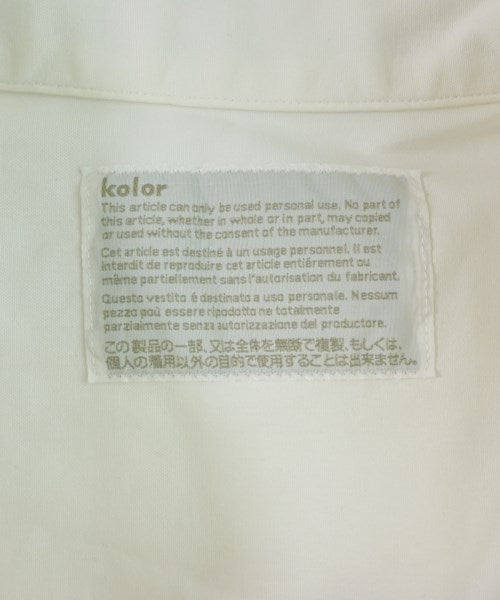 kolor
This article can only be used personal use. No part of
this article, whether in whole or in part, may copied
or used without the consent of the manufacturer.
Cet article est destiné à un usage personnel. Il est
interdit de reproduire cet article entiérement ou
même partiellement sans l'autorisation du fabricant.
Questo vestito é destinato a uso personale. Nessum
pezzo poù essere ripodotto ne totalmente
parzialmente senza autorizzazione del produttore.
この製品の一部、又は全体を無断で複製、もしくは、
個人の着用以外の目的で使用することは出来ません。